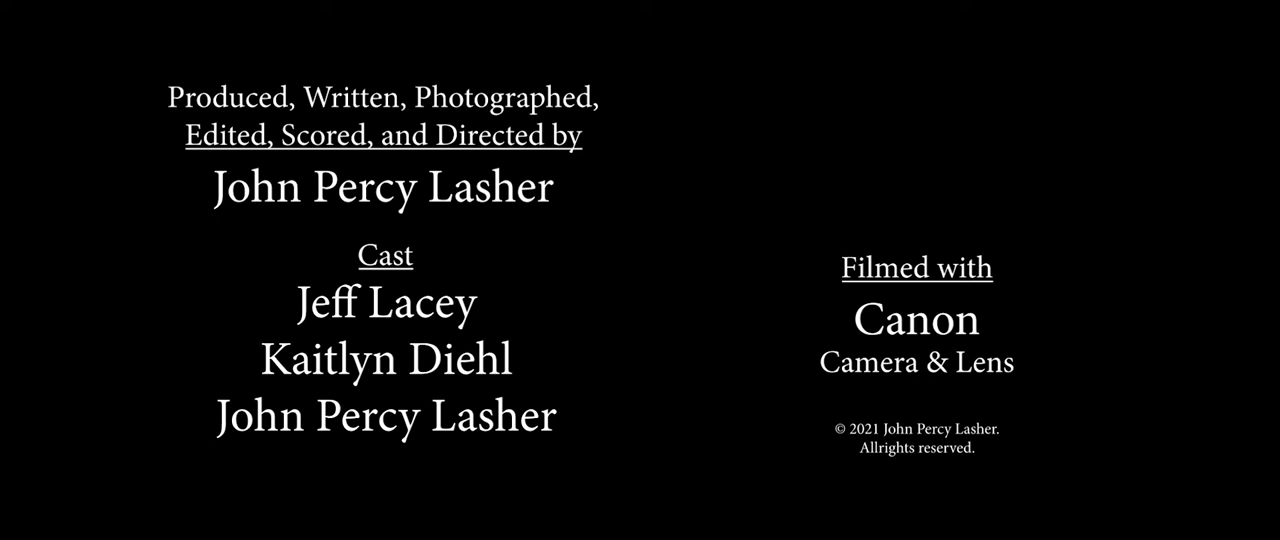 Produced, Written, Photographed,
Edited, Scored, and Directed by
John Percy Lasher
Cast
Jeff Lacey
Kaitlyn Diehl
John Percy Lasher
Filmed with
Canon
Camera & Lens
© 2021 John Percy Lasher.
Allrights reserved.